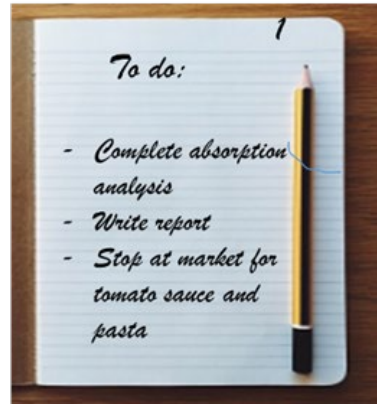 1
To do:
- Complete absorption
analysis
- Write report
- Stop at market for
tomato sauce and
pasta